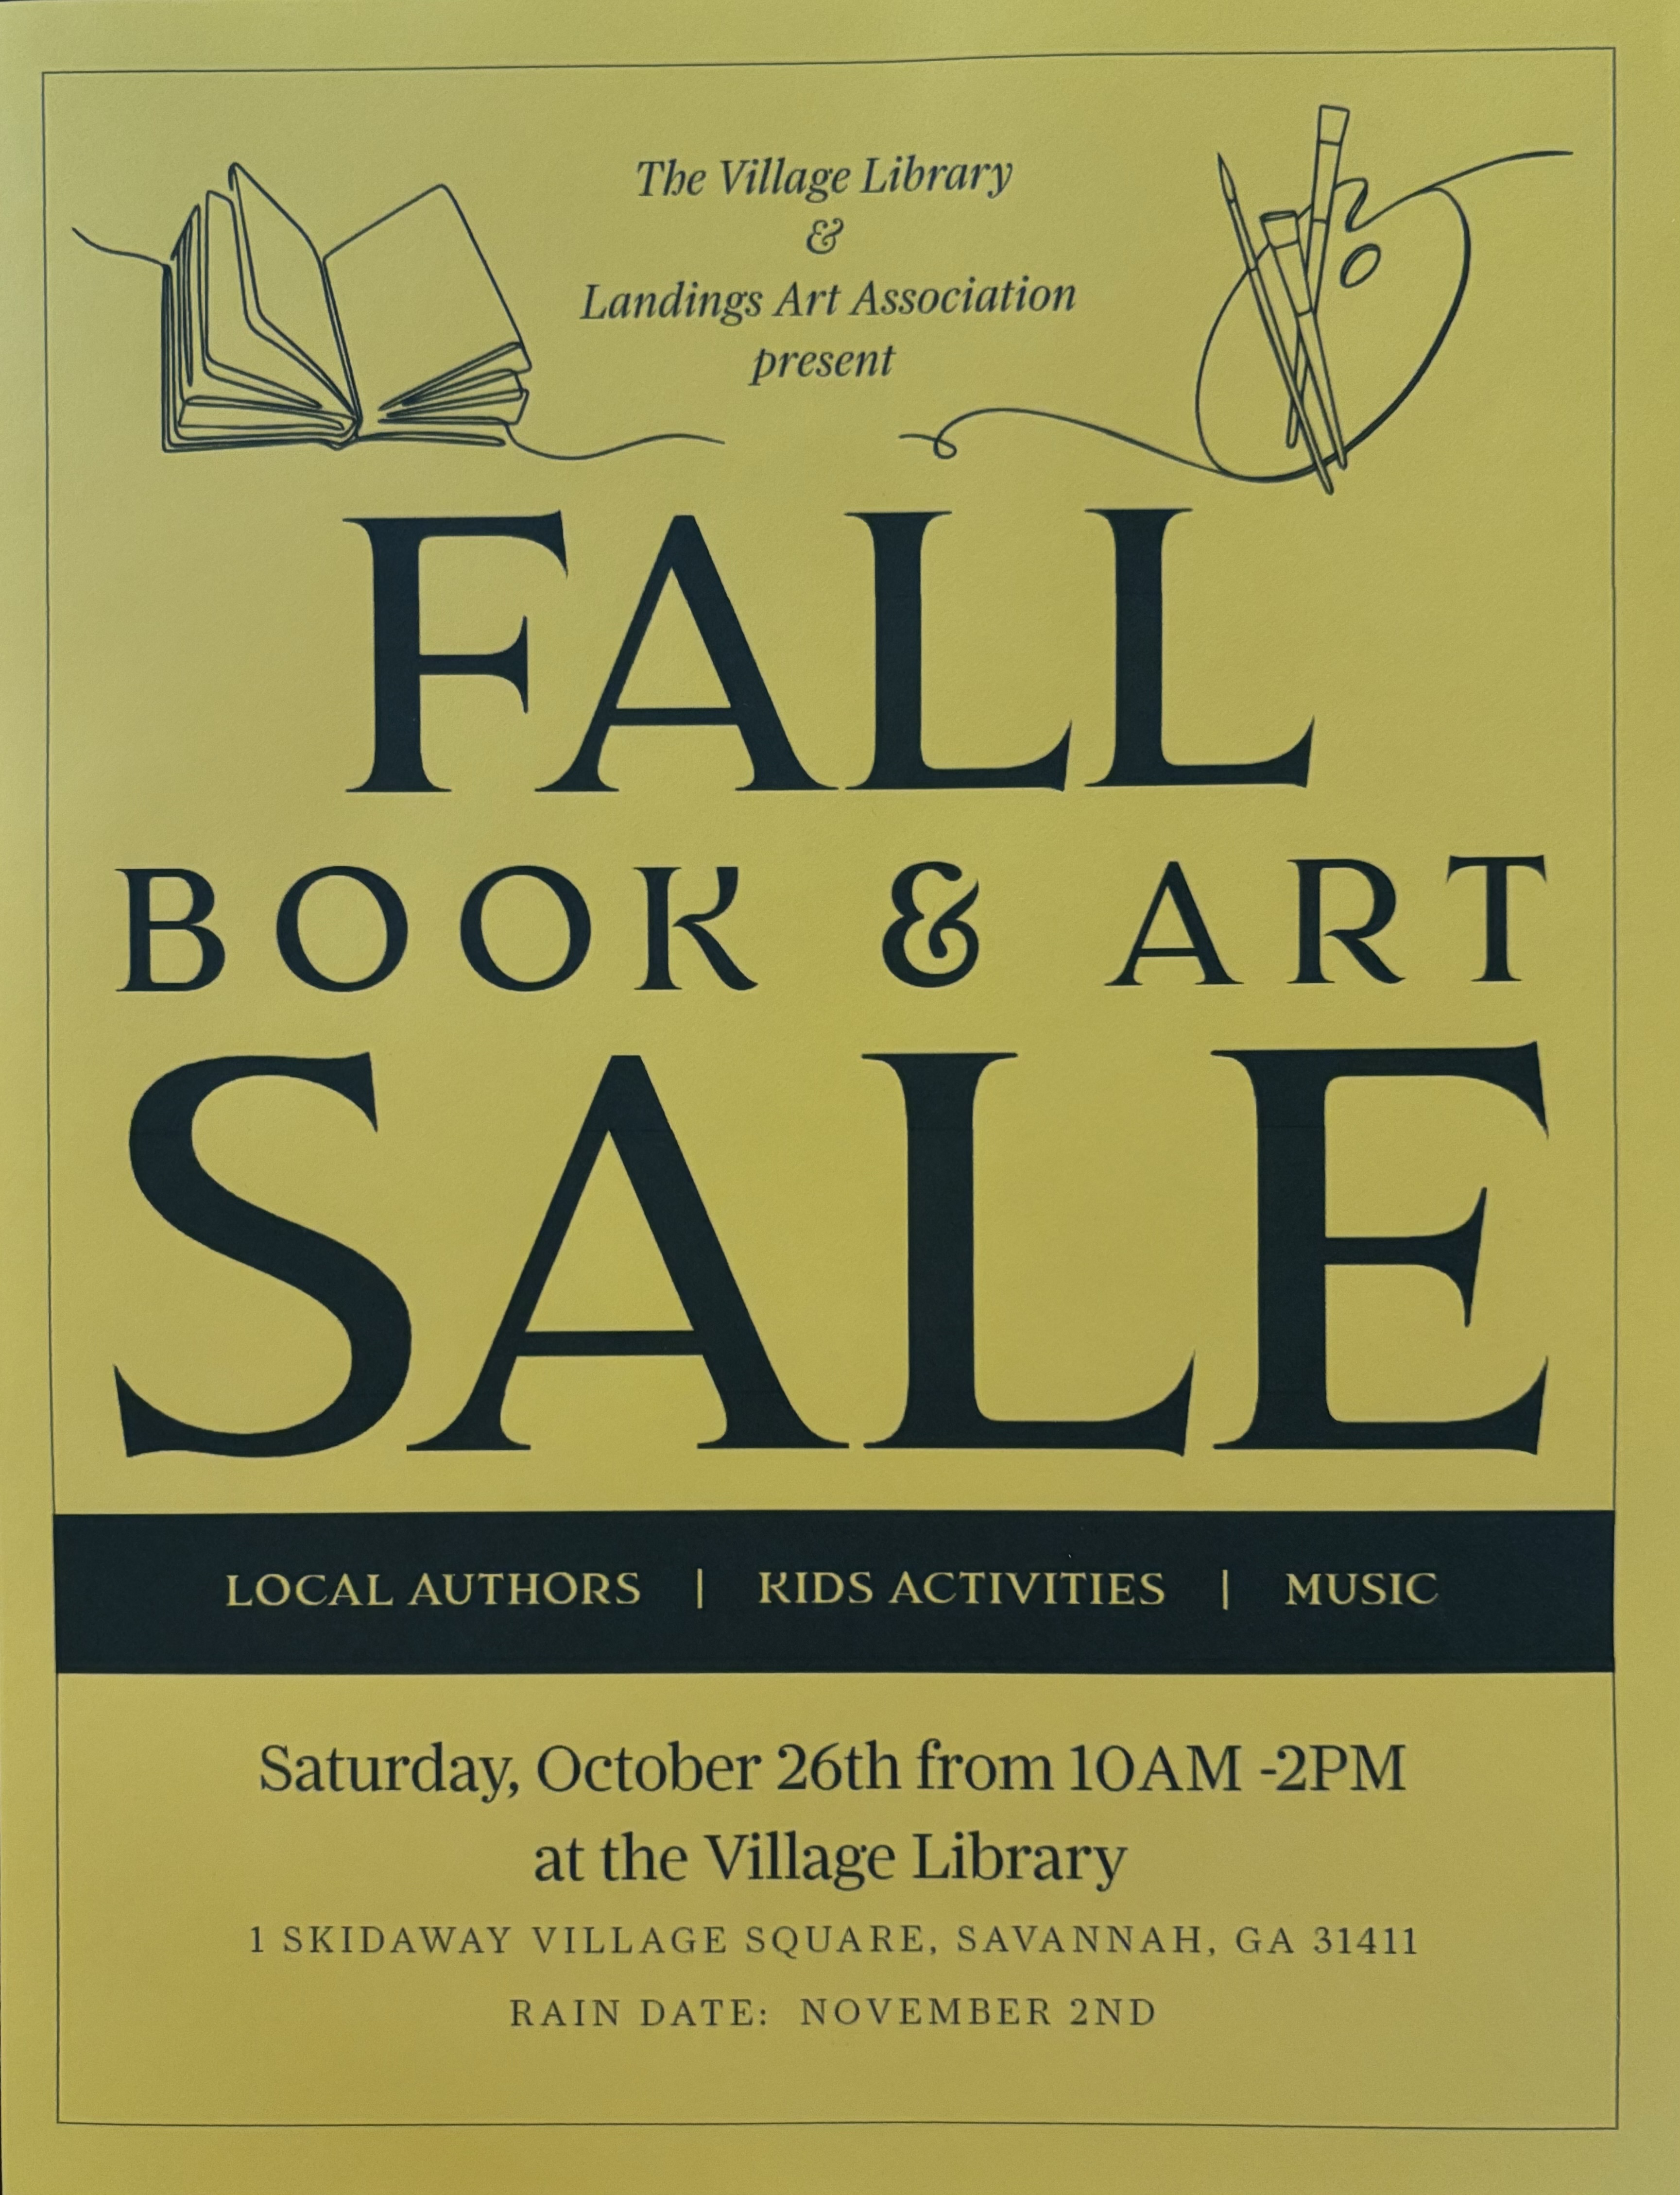 The Village Library
&
Landings Art Association
present
FALL
BOOK & ART
SALE
LOCAL AUTHORS | KIDS ACTIVITIES | MUSIC
Saturday, October 26th from 10AM -2PM
at the Village Library
1 SKIDAWAY VILLAGE SQUARE, SAVANNAH, GA 31411
RAIN DATE: NOVEMBER 2ND